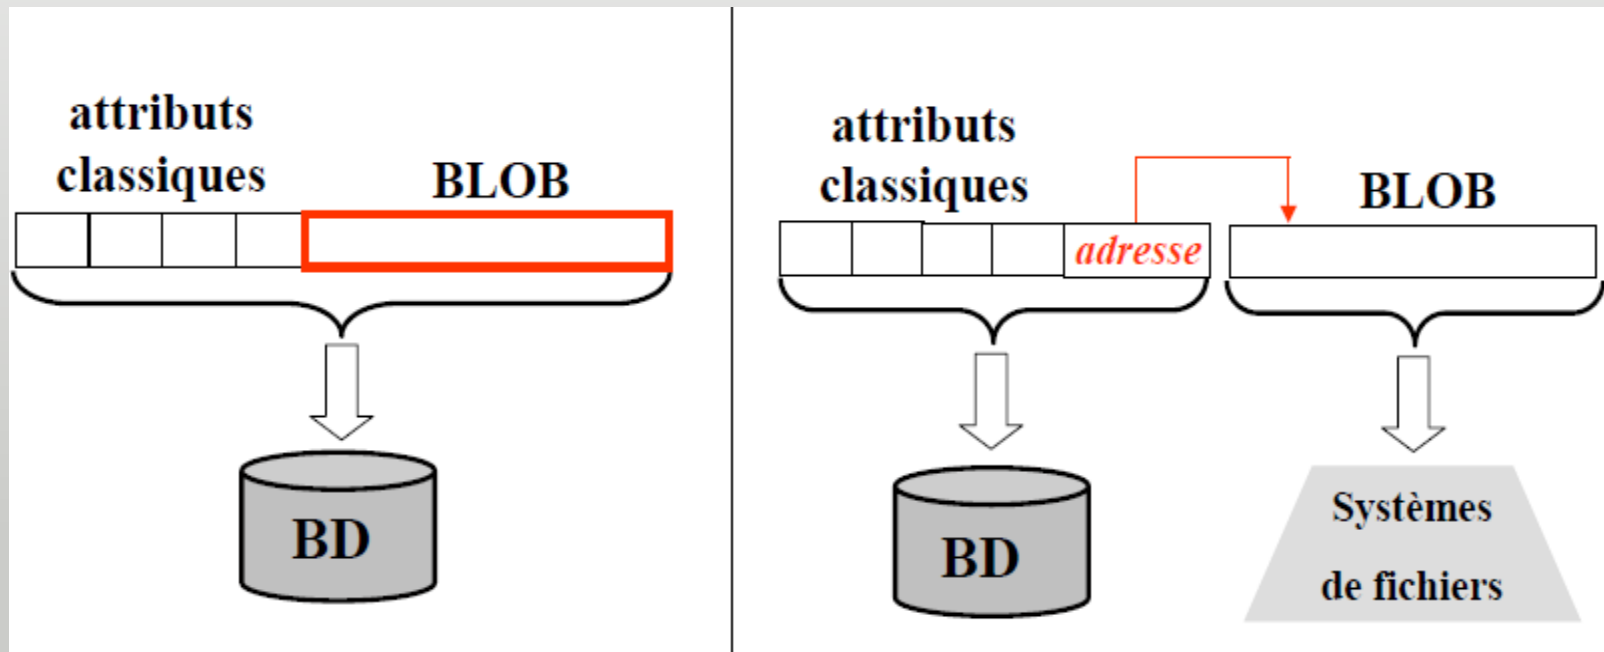 attributs
classiques
BLOB
BD
attributs
classiques
adresse
BLOB
BD
Systèmes
de fichiers